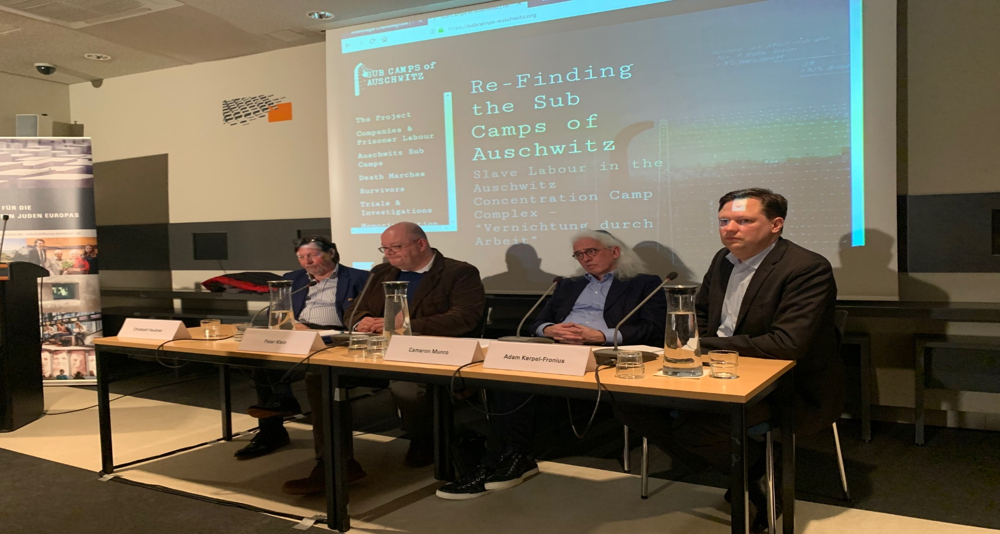 https://subcamps-auschwitz.org
SUB CAMPS of
AUSCHWITZ
The Project
Companies &
Prisoner Labour
Auschwitz Sub
Camps
Death Marches
Survivors
Trials &
Investigations
Re-Finding
the Sub
Camps of
Auschwitz
Slave Labour in the
Auschwitz
Concentration Camp
Complex –
“Vernichtung durch
Arbeit”
FÜR DIE
JUDEN EUROPAS
Christoph Heubner
Peter Klein
Cameron Munro
Adam Kerpel-Fronius